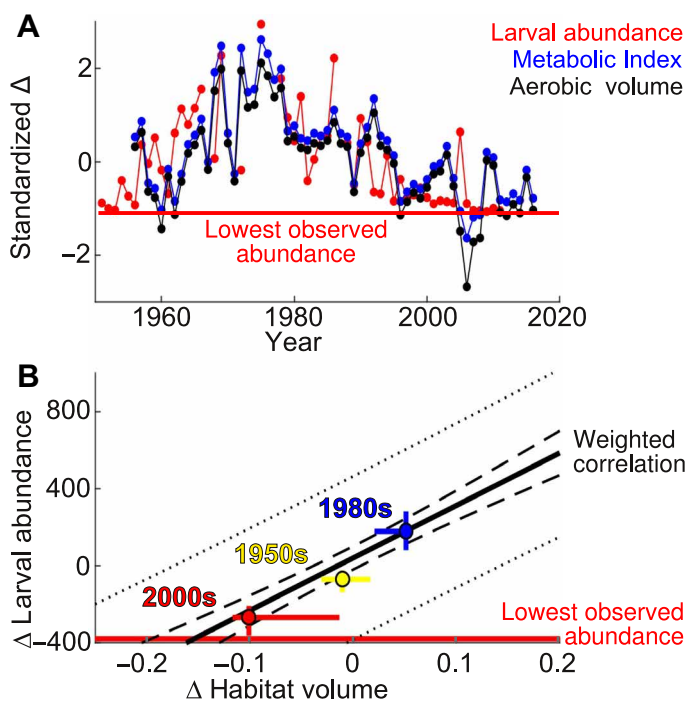 A
Larval abundance
Metabolic Index
Aerobic volume
Standardized Δ
2
0
−2
Lowest observed
abundance
1960
1980
2000
2020
Year
B
Δ Larval abundance
800
400
0
−400
Weighted
correlation
1980s
1950s
2000s
Lowest observed
abundance
−0.2
−0.1
0
0.1
0.2
Δ Habitat volume